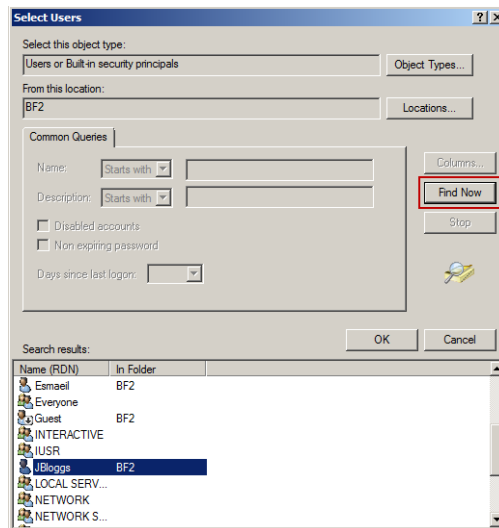 Select Users
Select this object type:
Users or Built-in security principals
Object Types...
From this location:
BF2
Locations...
Common Queries
Name: Starts with
Columns...
Description: Starts with
Find Now
Disabled accounts
Stop
Non expiring password
Days since last logon:
OK
Cancel
Search results:
Name (RDN) In Folder
Esmaeil BF2
Everyone
Guest BF2
INTERACTIVE
IUSR
JBloggs BF2
LOCAL SERV...
NETWORK
NETWORK S...